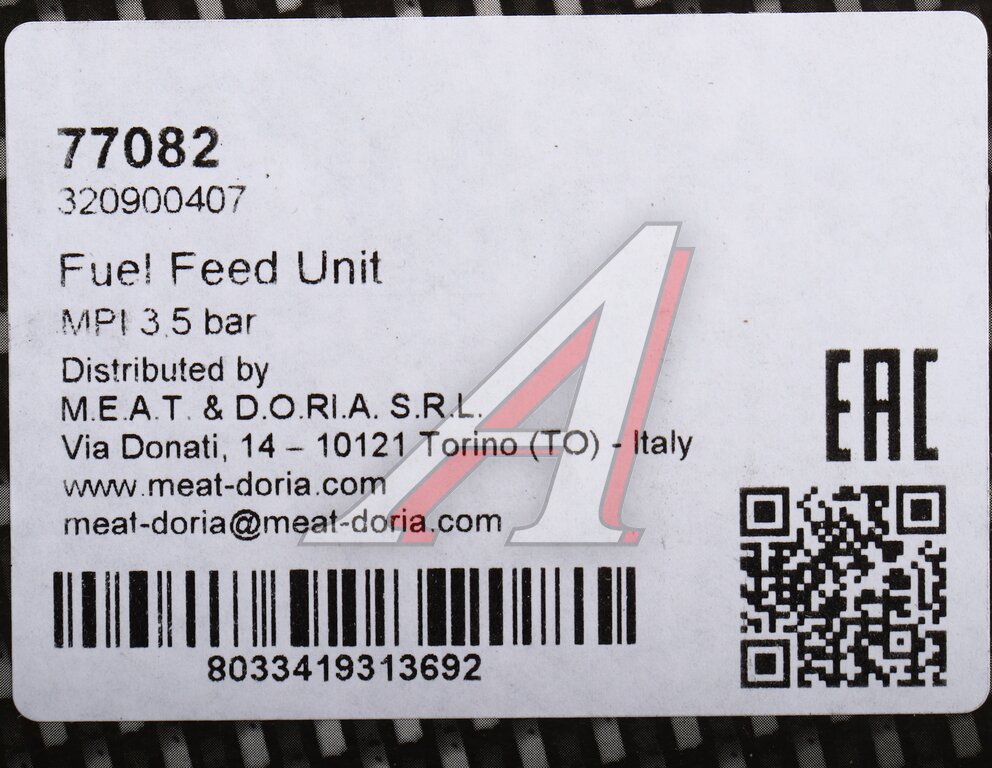 77082
320900407
Fuel Feed Unit
MPI 3.5 bar
Distributed by
M.E.A.T. & D.O.RI.A. S.R.L.
Via Donati, 14 – 10121 Torino (TO) - Italy
www.meat-doria.com
meat-doria@meat-doria.com
EAC
8033419313692